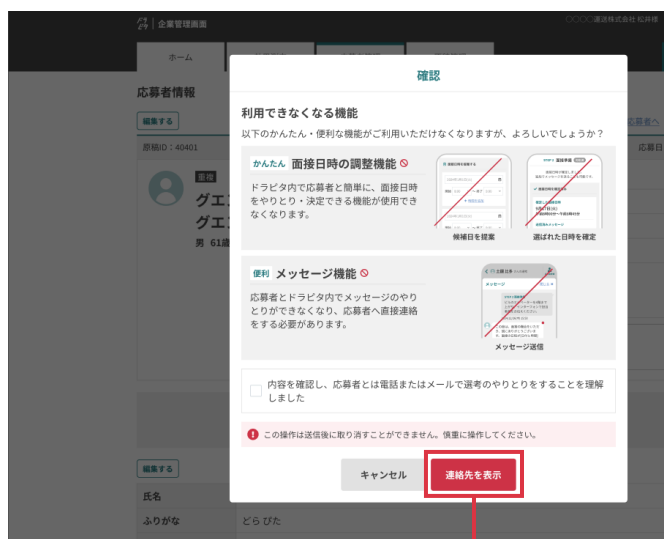 企業管理画面
〇〇〇〇運送株式会社 松井様
ホーム
応募者情報
編集する
応募者へ
原稿ID：40401
応募日
重複
グエ
グエ
男 61歳
確認
利用できなくなる機能
以下のかんたん・便利な機能がご利用いただけなくなりますが、よろしいでしょうか？
かんたん 面接日時の調整機能
ドラピタ内で応募者と簡単に、面接日時
をやりとり・決定できる機能が使用でき
なくなります。
候補日を提案
選ばれた日時を確定
便利 メッセージ機能
応募者とドラピタ内でメッセージのやり
とりができなくなり、応募者へ直接連絡
をする必要があります。
メッセージ
メッセージ送信
内容を確認し、応募者とは電話またはメールで選考のやりとりをすることを理解
しました
この操作は送信後に取り消すことができません。慎重に操作してください。
キャンセル
連絡先を表示
編集する
氏名
ふりがな
どら ぴた